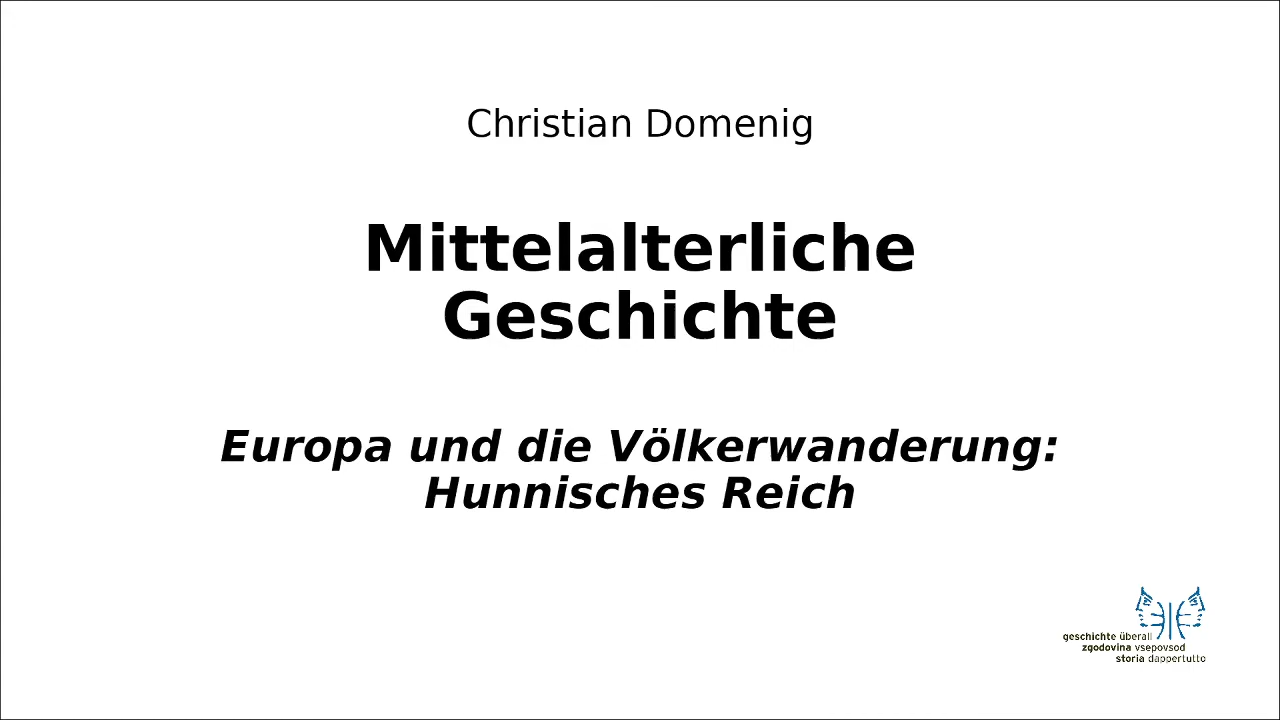 Christian Domenig
Mittelalterliche
Geschichte
Europa und die Völkerwanderung:
Hunnisches Reich
geschichte überall
zgodovina vsepovsod
storia dappertutto